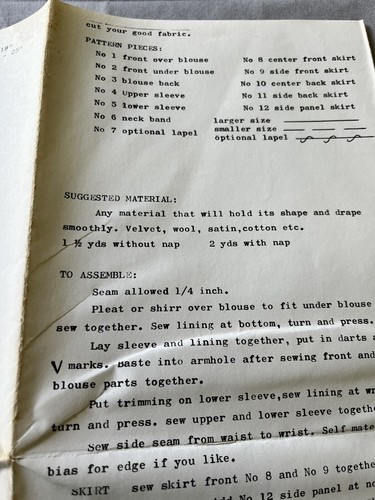 cut your good fabric.
PATTERN PIECES:
No 1 front over blouse No 8 center front skirt
No 2 front under blouse No 9 side front skirt
No 3 blouse back No 10 center back skirt
No 4 Upper sleeve No 11 side back skirt
No 5 lower sleeve No 12 side panel skirt
No 6 neck band larger size
No 7 optional lapel smaller size
optional lapel
SUGGESTED MATERIAL:
Any material that will hold its shape and drape
smoothly. Velvet, wool, satin,cotton etc.
1 ½ yds without nap 2 yds with nap
TO ASSEMBLE:
Seam allowed 1/4 inch.
Pleat or shirr over blouse to fit under blouse
sew together. Sew lining at bottom, turn and press.
Lay sleeve and lining together, put in darts a
V marks. Baste into armhole after sewing front and
blouse parts together.
Put trimming on lower sleeve,sew lining at wr
turn and press. sew upper and lower sleeve togethe
Sew side seam from waist to wrist. Self mate
bias for edge if you like.
SKIRT sew skirt front No 8 and No 9 togethe
No 12 side panel at no